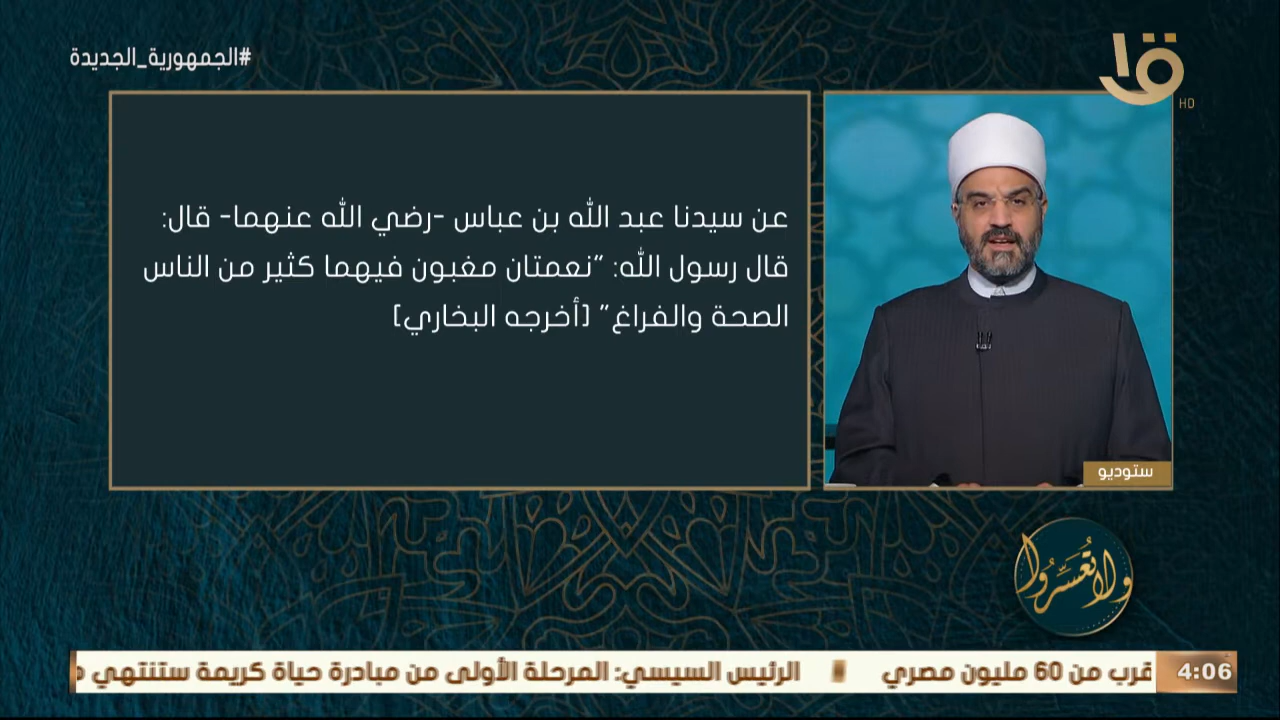 #الجمهورية_الجديدة
HD
عن سيدنا عبد الله بن عباس -رضي الله عنهما- قال:
قال رسول الله: "نعمتان مغبون فيهما كثير من الناس
الصحة والفراغ" [أخرجه البخاري]
ستوديو
ولا تُعَسِّرُوا
4:06
قرب من 60 مليون مصري
الرئيس السيسي: المرحلة الأولى من مبادرة حياة كريمة ستنتهي